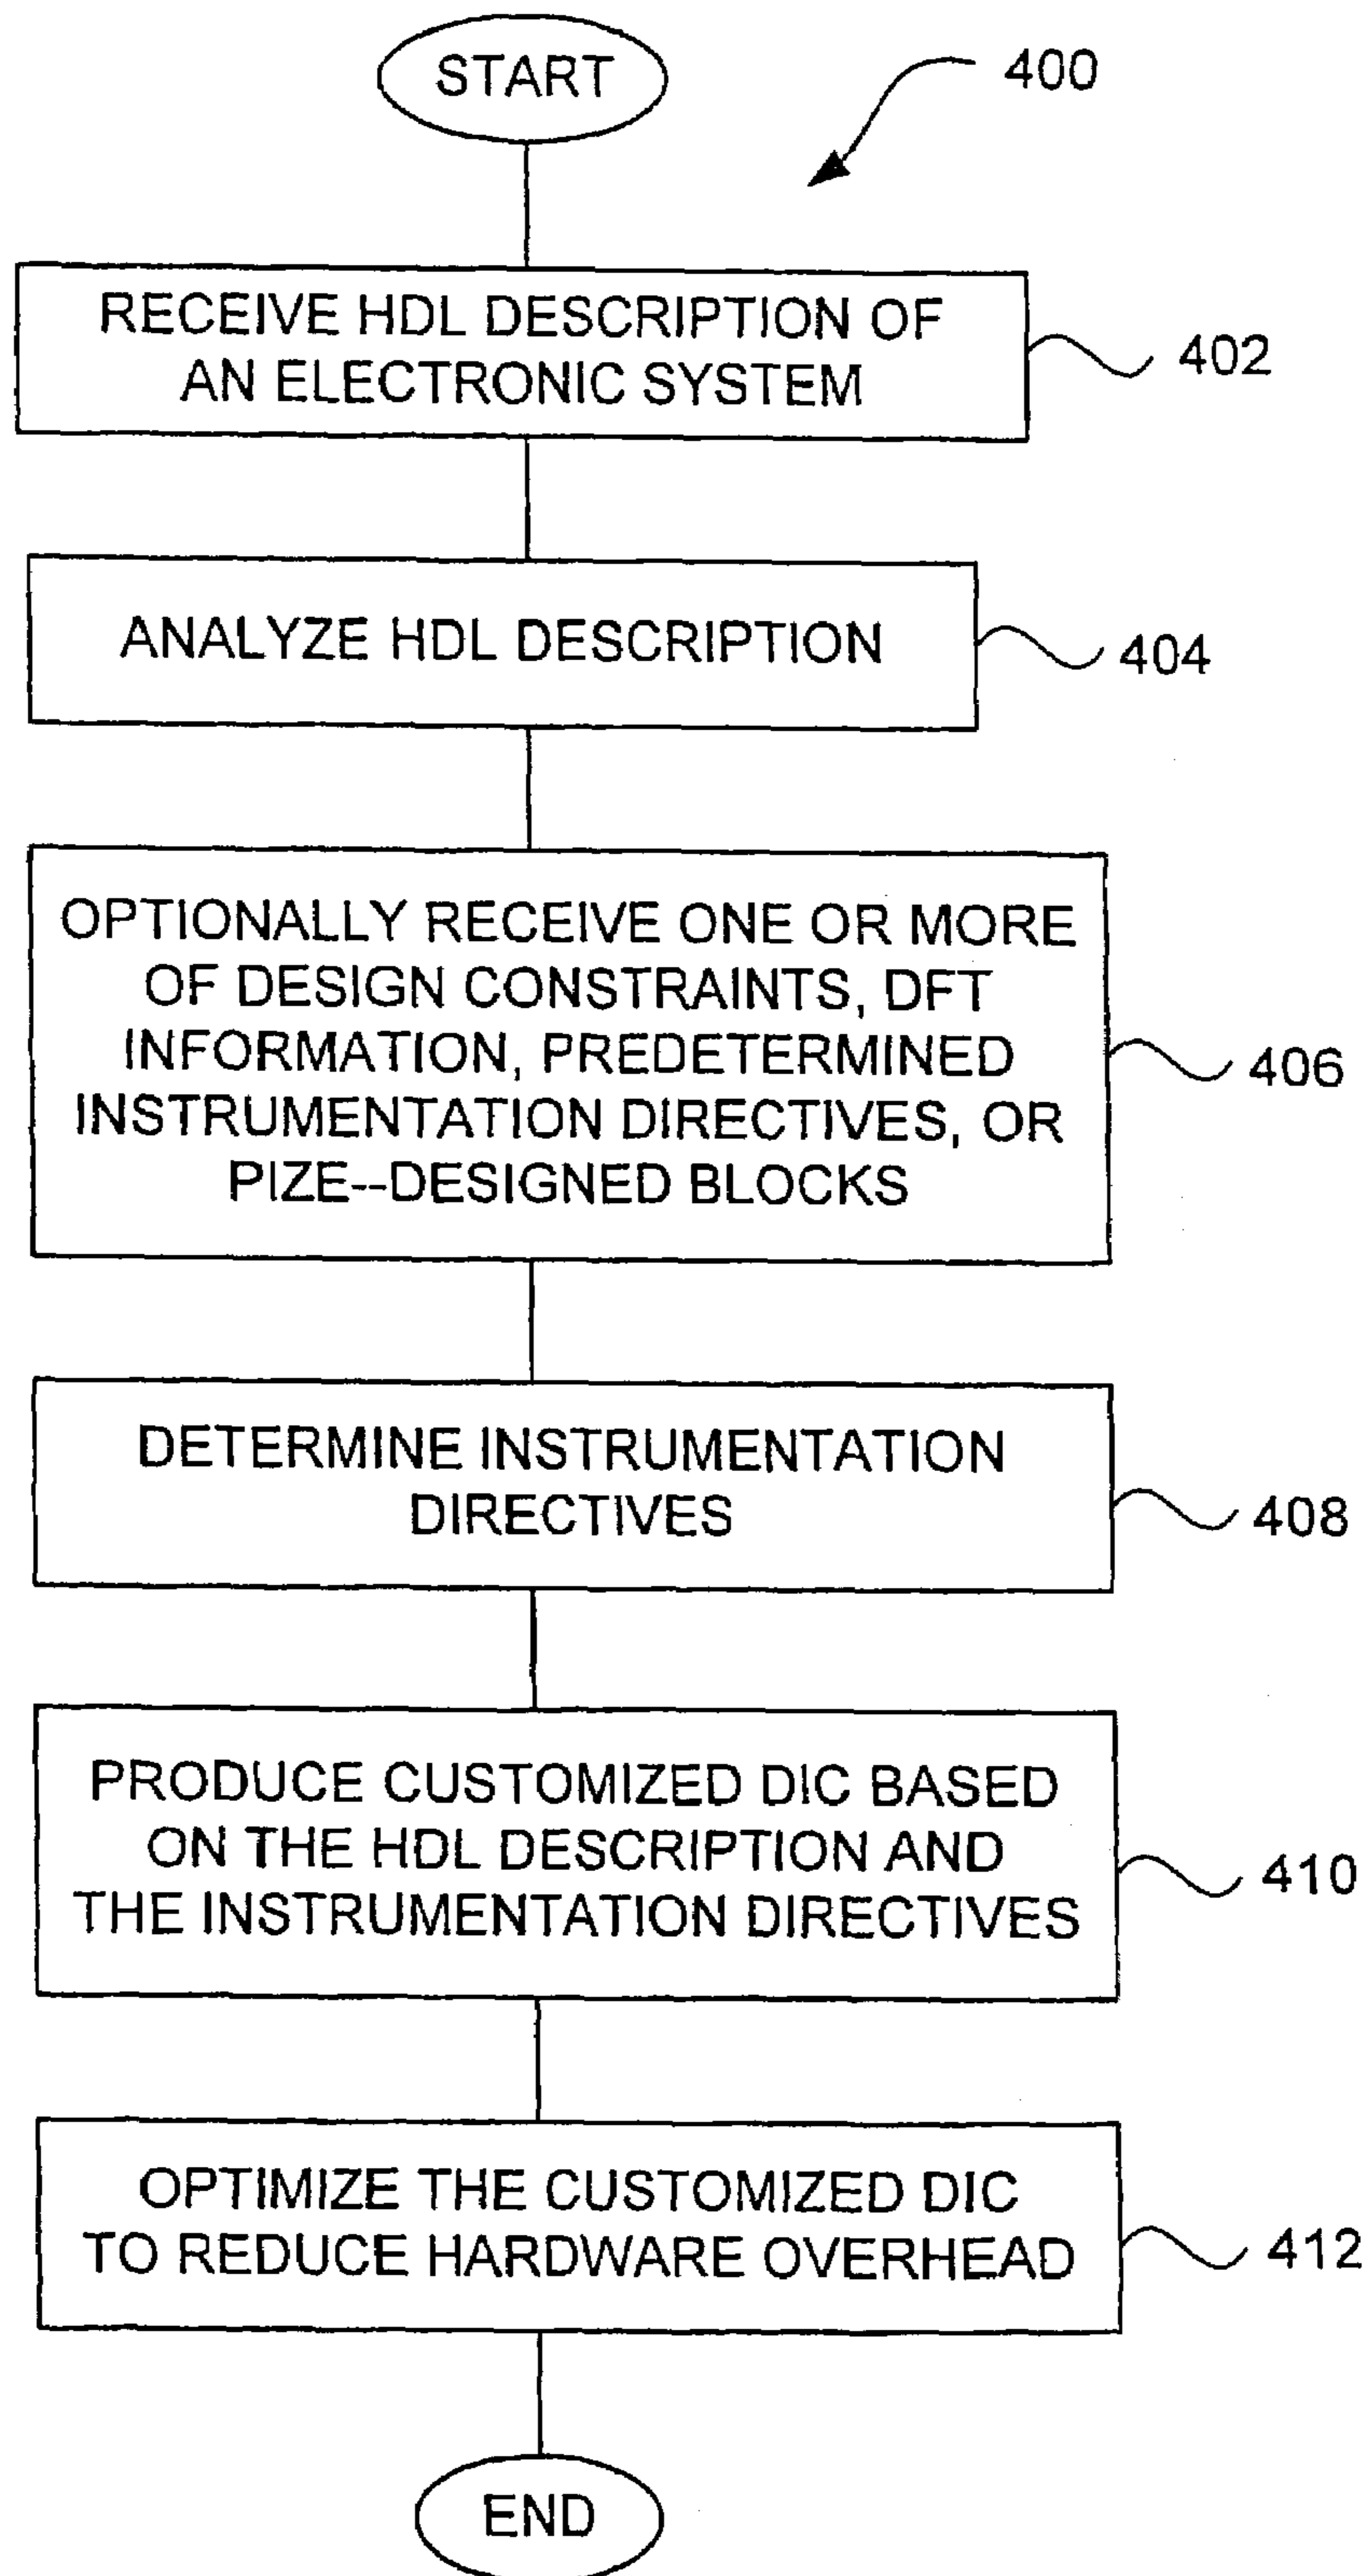 START
400
RECEIVE HDL DESCRIPTION OF
AN ELECTRONIC SYSTEM
402
ANALYZE HDL DESCRIPTION
404
OPTIONALLY RECEIVE ONE OR MORE
OF DESIGN CONSTRAINTS, DFT
INFORMATION, PREDETERMINED
INSTRUMENTATION DIRECTIVES, OR
PIZE--DESIGNED BLOCKS
406
DETERMINE INSTRUMENTATION
DIRECTIVES
408
PRODUCE CUSTOMIZED DIC BASED
ON THE HDL DESCRIPTION AND
THE INSTRUMENTATION DIRECTIVES
410
OPTIMIZE THE CUSTOMIZED DIC
TO REDUCE HARDWARE OVERHEAD
412
END